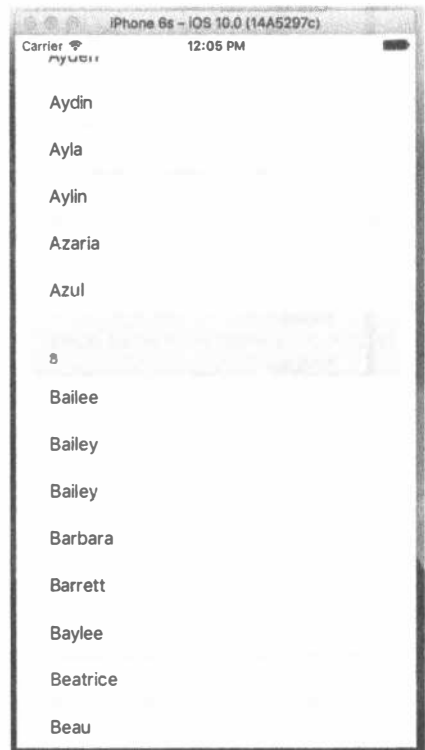 iPhone 6s – iOS 10.0 (14A5297c)
Carrier 12:05 PM
Ayden
Aydin
Ayla
Aylin
Azaria
Azul
B
Bailee
Bailey
Bailey
Barbara
Barrett
Baylee
Beatrice
Beau